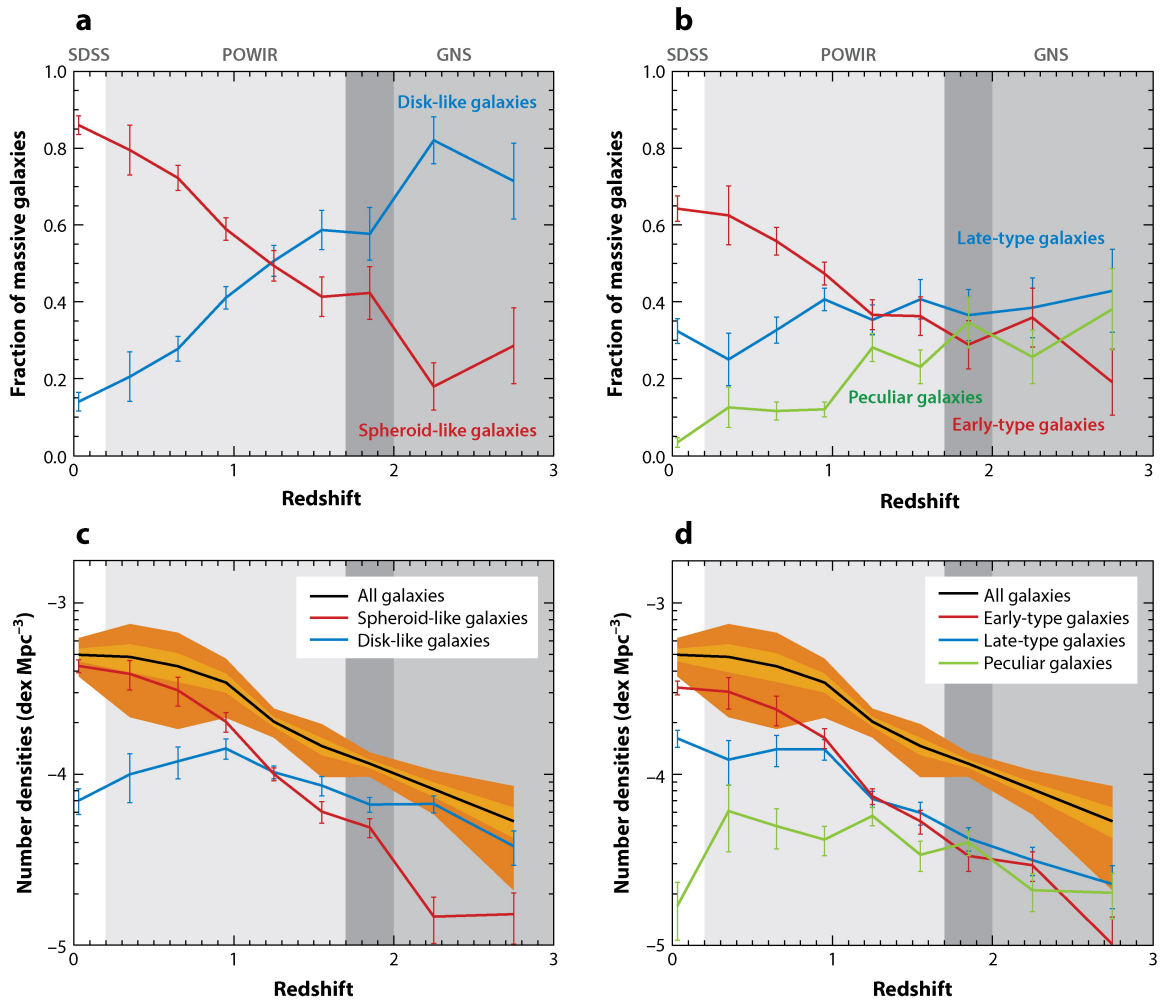 a
SDSS POWIR GNS
1.0
0.8
0.6
0.4
0.2
0.0
Fraction of massive galaxies
Disk-like galaxies
Spheroid-like galaxies
0 1 2 3
Redshift
b
SDSS POWIR GNS
1.0
0.8
0.6
0.4
0.2
0.0
Fraction of massive galaxies
Late-type galaxies
Peculiar galaxies
Early-type galaxies
0 1 2 3
Redshift
c
−3
−4
−5
Number densities (dex Mpc⁻³)
All galaxies
Spheroid-like galaxies
Disk-like galaxies
0 1 2 3
Redshift
d
−3
−4
−5
Number densities (dex Mpc⁻³)
All galaxies
Early-type galaxies
Late-type galaxies
Peculiar galaxies
0 1 2 3
Redshift